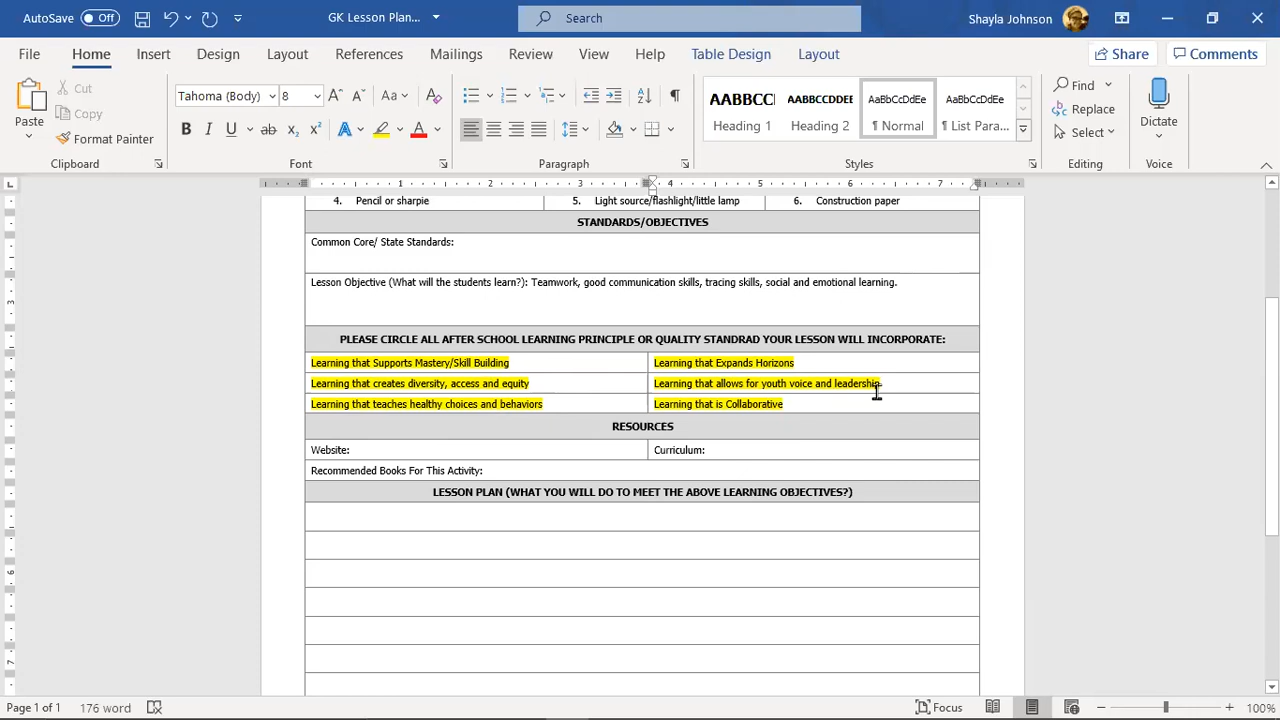 AutoSave Off GK Lesson Plan... Search Shayla Johnson
File Home Insert Design Layout References Mailings Review View Help Table Design Layout Share Comments
Paste Cut Copy Format Painter
Tahoma (Body) 8
AABBCCI AABBCCDDEE AaBbCcDdEe AaBbCcDdEe
Heading 1 Heading 2 ¶ Normal ¶ List Para...
Find Replace Select Dictate
Clipboard Font Paragraph Styles Editing Voice
1 2 3 4 5 6 7
4. Pencil or sharpie 5. Light source/flashlight/little lamp 6. Construction paper
STANDARDS/OBJECTIVES
Common Core/ State Standards:
Lesson Objective (What will the students learn?): Teamwork, good communication skills, tracing skills, social and emotional learning.
PLEASE CIRCLE ALL AFTER SCHOOL LEARNING PRINCIPLE OR QUALITY STANDRAD YOUR LESSON WILL INCORPORATE:
Learning that Supports Mastery/Skill Building Learning that Expands Horizons
Learning that creates diversity, access and equity Learning that allows for youth voice and leadership
Learning that teaches healthy choices and behaviors Learning that is Collaborative
RESOURCES
Website: Curriculum:
Recommended Books For This Activity:
LESSON PLAN (WHAT YOU WILL DO TO MEET THE ABOVE LEARNING OBJECTIVES?)
Page 1 of 1 176 word Focus 100%